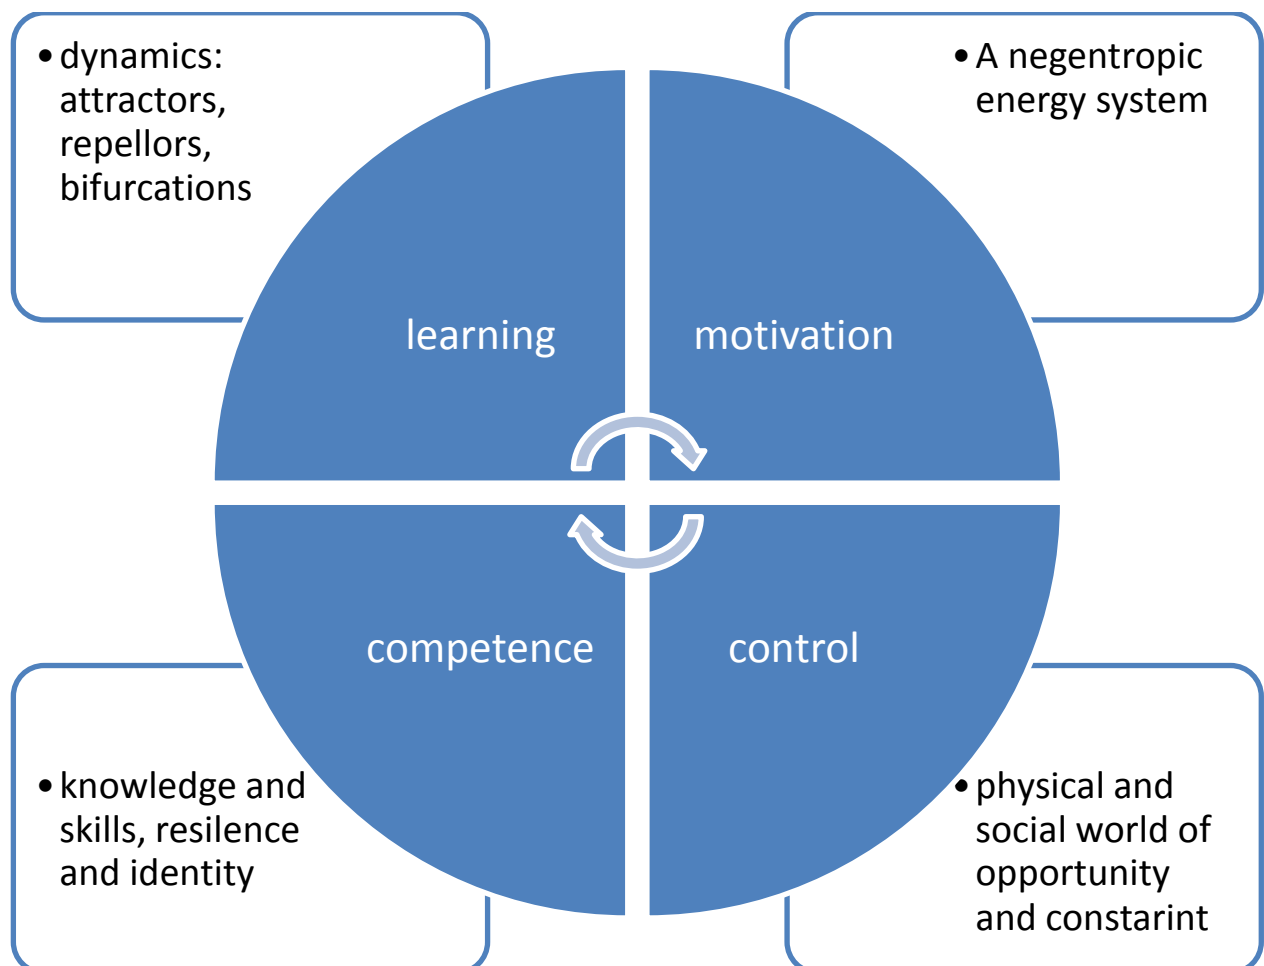 • dynamics:
attractors,
repellors,
bifurcations
• A negentropic
energy system
learning
motivation
competence
control
• knowledge and
skills, resilence
and identity
• physical and
social world of
opportunity
and constarint